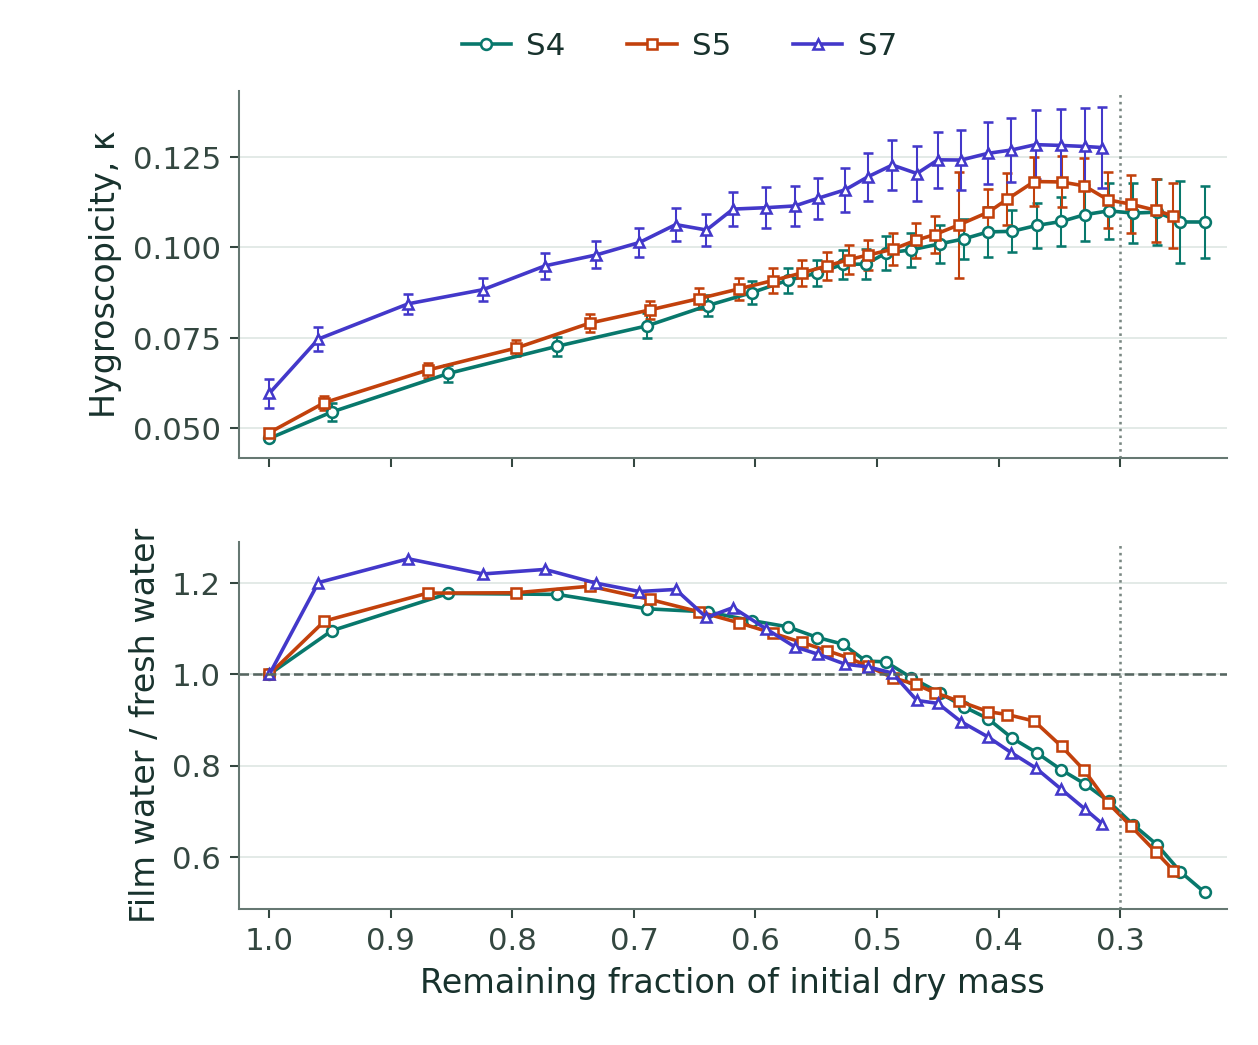 S4 S5 S7
Hygroscopicity, κ
0.125
0.100
0.075
0.050
Film water / fresh water
1.2
1.0
0.8
0.6
1.0 0.9 0.8 0.7 0.6 0.5 0.4 0.3
Remaining fraction of initial dry mass